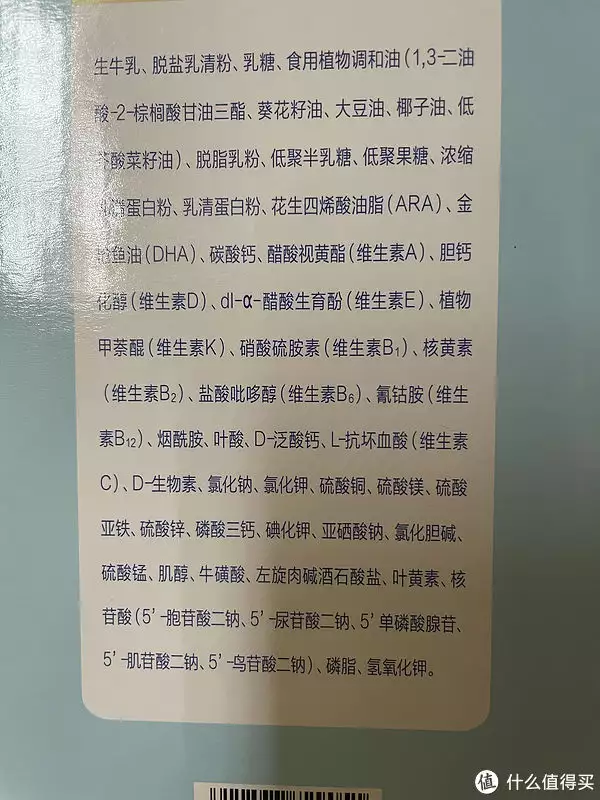 生牛乳、脱盐乳清粉、乳糖、食用植物调和油(1,3-二油
酸-2-棕榈酸甘油三酯、葵花籽油、大豆油、椰子油、低
芥酸菜籽油)、脱脂乳粉、低聚半乳糖、低聚果糖、浓缩
乳清蛋白粉、乳清蛋白粉、花生四烯酸油脂(ARA)、金
枪鱼油(DHA)、碳酸钙、醋酸视黄酯(维生素A)、胆钙
化醇(维生素D)、dl-α-醋酸生育酚(维生素E)、植物
甲萘醌(维生素K)、硝酸硫胺素(维生素B₁)、核黄素
(维生素B₂)、盐酸吡哆醇(维生素B₆)、氰钴胺(维生
素B₁₂)、烟酰胺、叶酸、D-泛酸钙、L-抗坏血酸(维生素
C)、D-生物素、氯化钠、氯化钾、硫酸铜、硫酸镁、硫酸
亚铁、硫酸锌、磷酸三钙、碘化钾、亚硒酸钠、氯化胆碱、
硫酸锰、肌醇、牛磺酸、左旋肉碱酒石酸盐、叶黄素、核
苷酸(5'-胞苷酸二钠、5'-尿苷酸二钠、5'单磷酸腺苷、
5'-肌苷酸二钠、5'-鸟苷酸二钠)、磷脂、氢氧化钾。
值 什么值得买